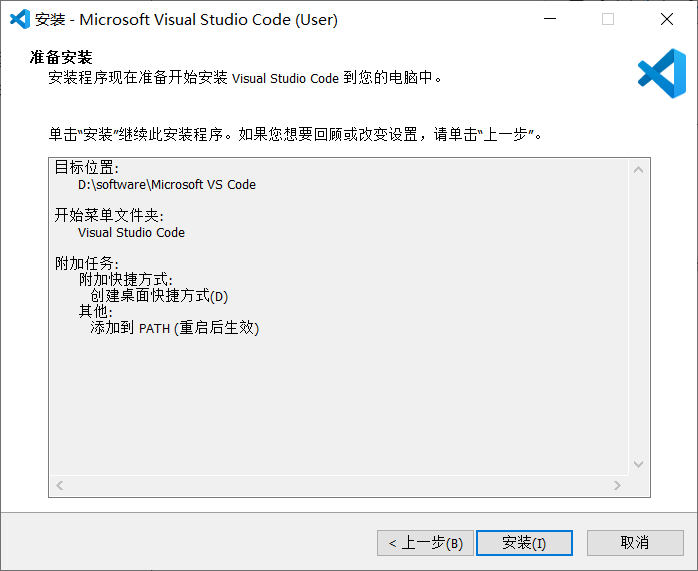 安装 - Microsoft Visual Studio Code (User)
准备安装
安装程序现在准备开始安装 Visual Studio Code 到您的电脑中。
单击“安装”继续此安装程序。如果您想要回顾或改变设置，请单击“上一步”。
目标位置:
D:\software\Microsoft VS Code
开始菜单文件夹:
Visual Studio Code
附加任务:
附加快捷方式:
创建桌面快捷方式(D)
其他:
添加到 PATH (重启后生效)
< 上一步(B)
安装(I)
取消